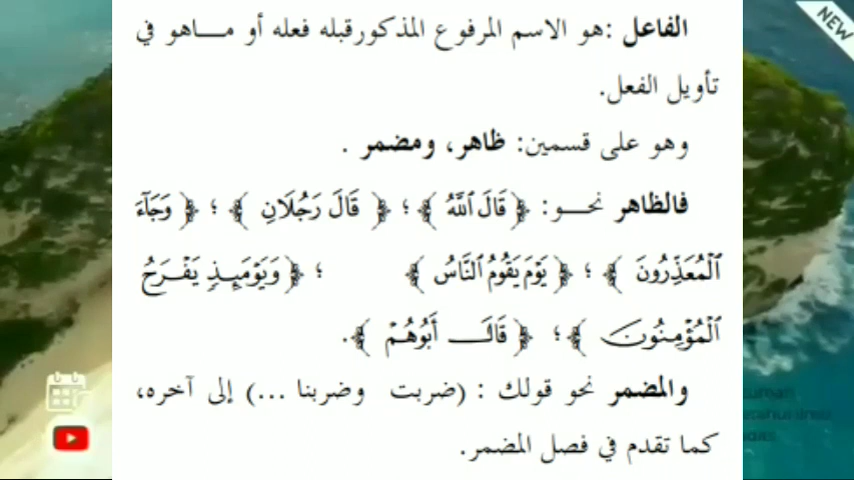 الفاعل :هو الاسم المرفوع المذكورقبله فعله أو مـــاهو في
تأويل الفعل.
وهو على قسمين: ظاهر، ومضمر .
فالظاهر نحـــو: ﴿ قَالَ ٱللَّهُ ﴾ ؛ ﴿ قَالَ رَجُلَانِ ﴾ ؛ ﴿ وَجَآءَ
ٱلْمُعَذِّرُونَ ﴾ ؛ ﴿ يَوْمَ يَقُومُ ٱلنَّاسُ ﴾ ؛ ﴿ وَيَوْمَئِذٍ يَفْرَحُ
ٱلْمُؤْمِنُونَ ﴾ ؛ ﴿ قَالَ أَبُوهُمْ ﴾.
والمضمر نحو قولك : (ضربت وضربنا ...) إلى آخره،
كما تقدم في فصل المضمر.
NEW